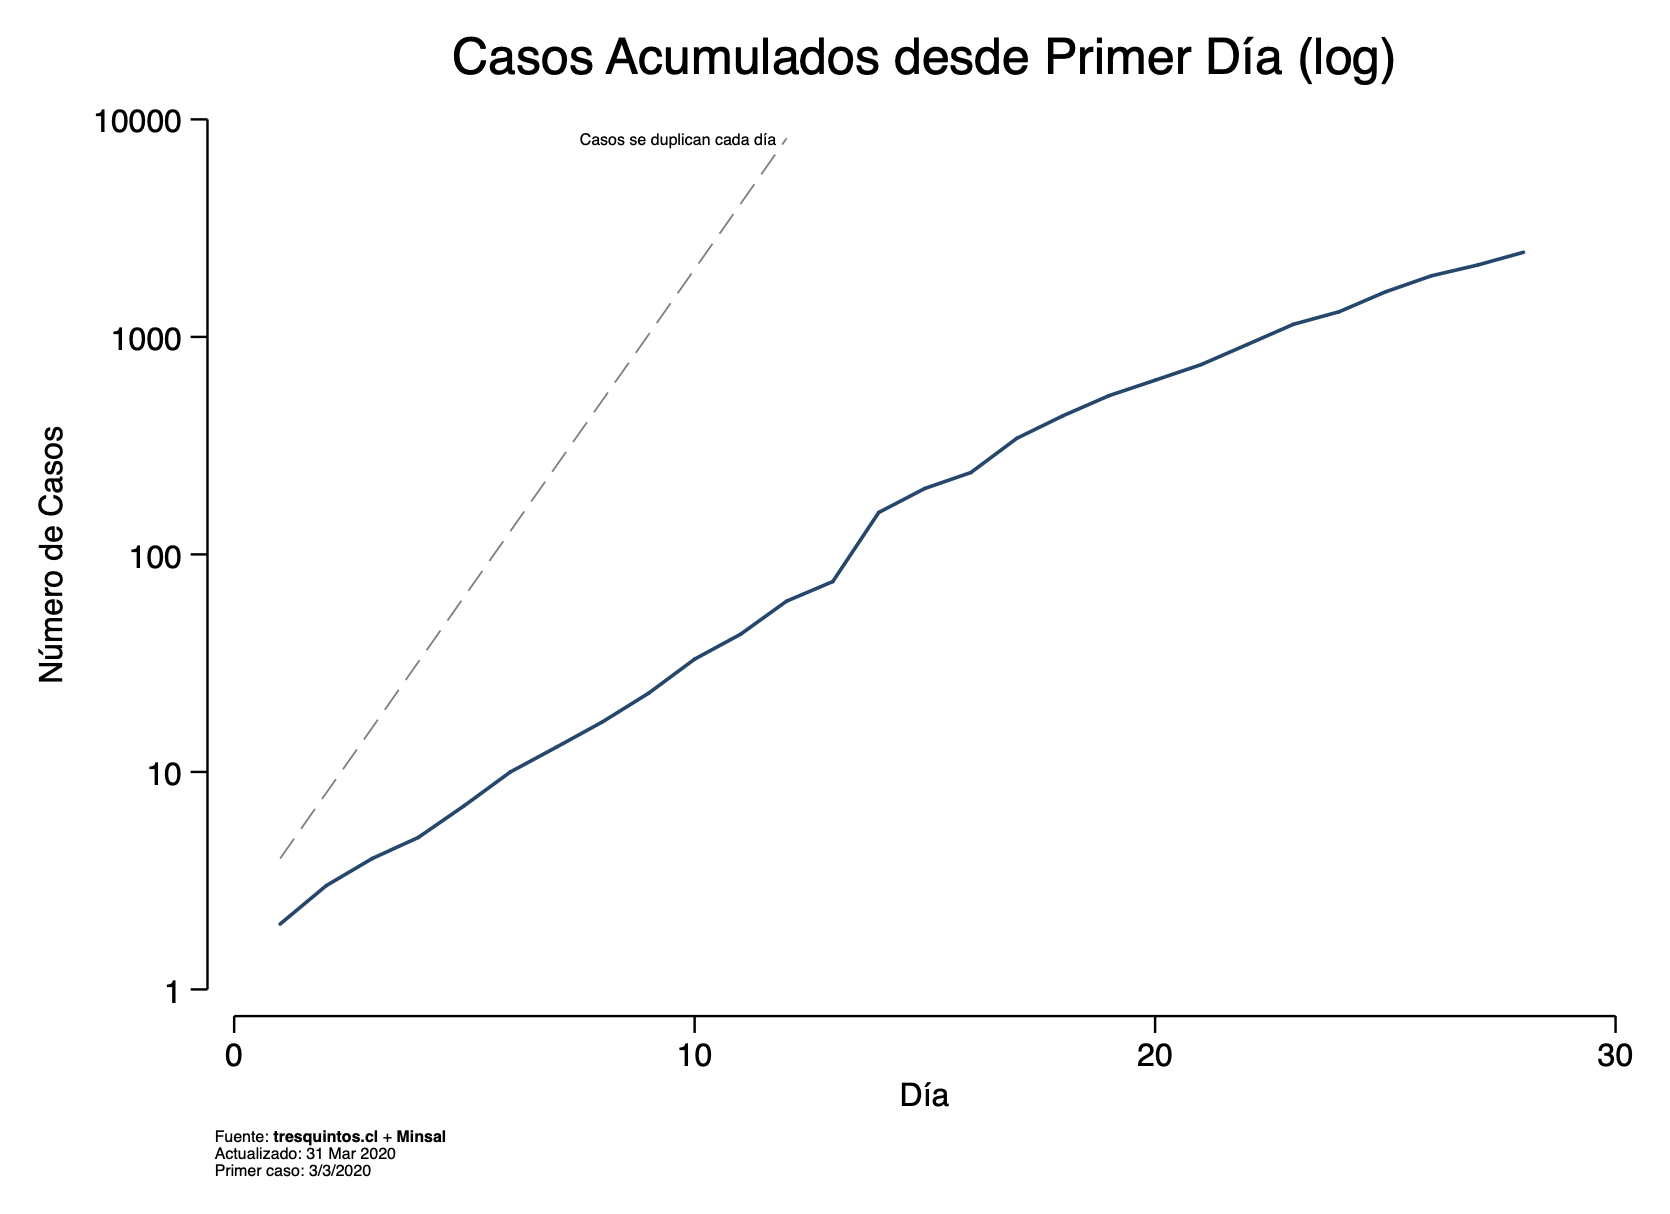 Casos Acumulados desde Primer Día (log)
10000
Casos se duplican cada día
1000
100
10
1
Número de Casos
0
10
20
30
Día
Fuente: tresquintos.cl + Minsal
Actualizado: 31 Mar 2020
Primer caso: 3/3/2020